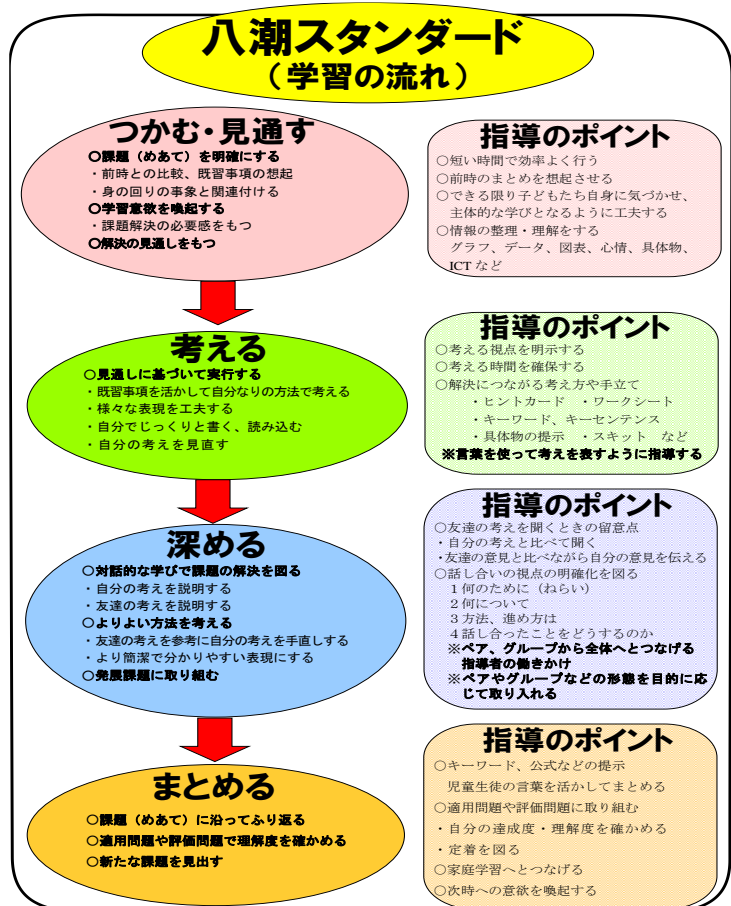 八潮スタンダード
（学習の流れ）
つかむ・見通す
○課題（めあて）を明確にする
・前時との比較、既習事項の想起
・身の回りの事象と関連付ける
○学習意欲を喚起する
・課題解決の必要感をもつ
○解決の見通しをもつ
指導のポイント
○短い時間で効率よく行う
○前時のまとめを想起させる
○できる限り子どもたち自身に気づかせ、
主体的な学びとなるように工夫する
○情報の整理・理解をする
グラフ、データ、図表、心情、具体物、
ICT など
考える
○見通しに基づいて実行する
・既習事項を活かして自分なりの方法で考える
・様々な表現を工夫する
・自分でじっくりと書く、読み込む
・自分の考えを見直す
指導のポイント
○考える視点を明示する
○考える時間を確保する
○解決につながる考え方や手立て
・ヒントカード　・ワークシート
・キーワード、キーセンテンス
・具体物の提示　・スキット　など
※言葉を使って考えを表すように指導する
深める
○対話的な学びで課題の解決を図る
・自分の考えを説明する
・友達の考えを説明する
○よりよい方法を考える
・友達の考えを参考に自分の考えを手直しする
・より簡潔で分かりやすい表現にする
○発展課題に取り組む
指導のポイント
○友達の考えを聞くときの留意点
・自分の考えと比べて聞く
・友達の意見と比べながら自分の意見を伝える
○話し合いの視点の明確化を図る
１何のために（ねらい）
２何について
３方法、進め方は
４話し合ったことをどうするのか
※ペア、グループから全体へとつなげる
指導者の働きかけ
※ペアやグループなどの形態を目的に応
じて取り入れる
まとめる
○課題（めあて）に沿ってふり返る
○適用問題や評価問題で理解度を確かめる
○新たな課題を見出す
指導のポイント
○キーワード、公式などの提示
児童生徒の言葉を活かしてまとめる
○適用問題や評価問題に取り組む
・自分の達成度・理解度を確かめる
・定着を図る
○家庭学習へとつなげる
○次時への意欲を喚起する